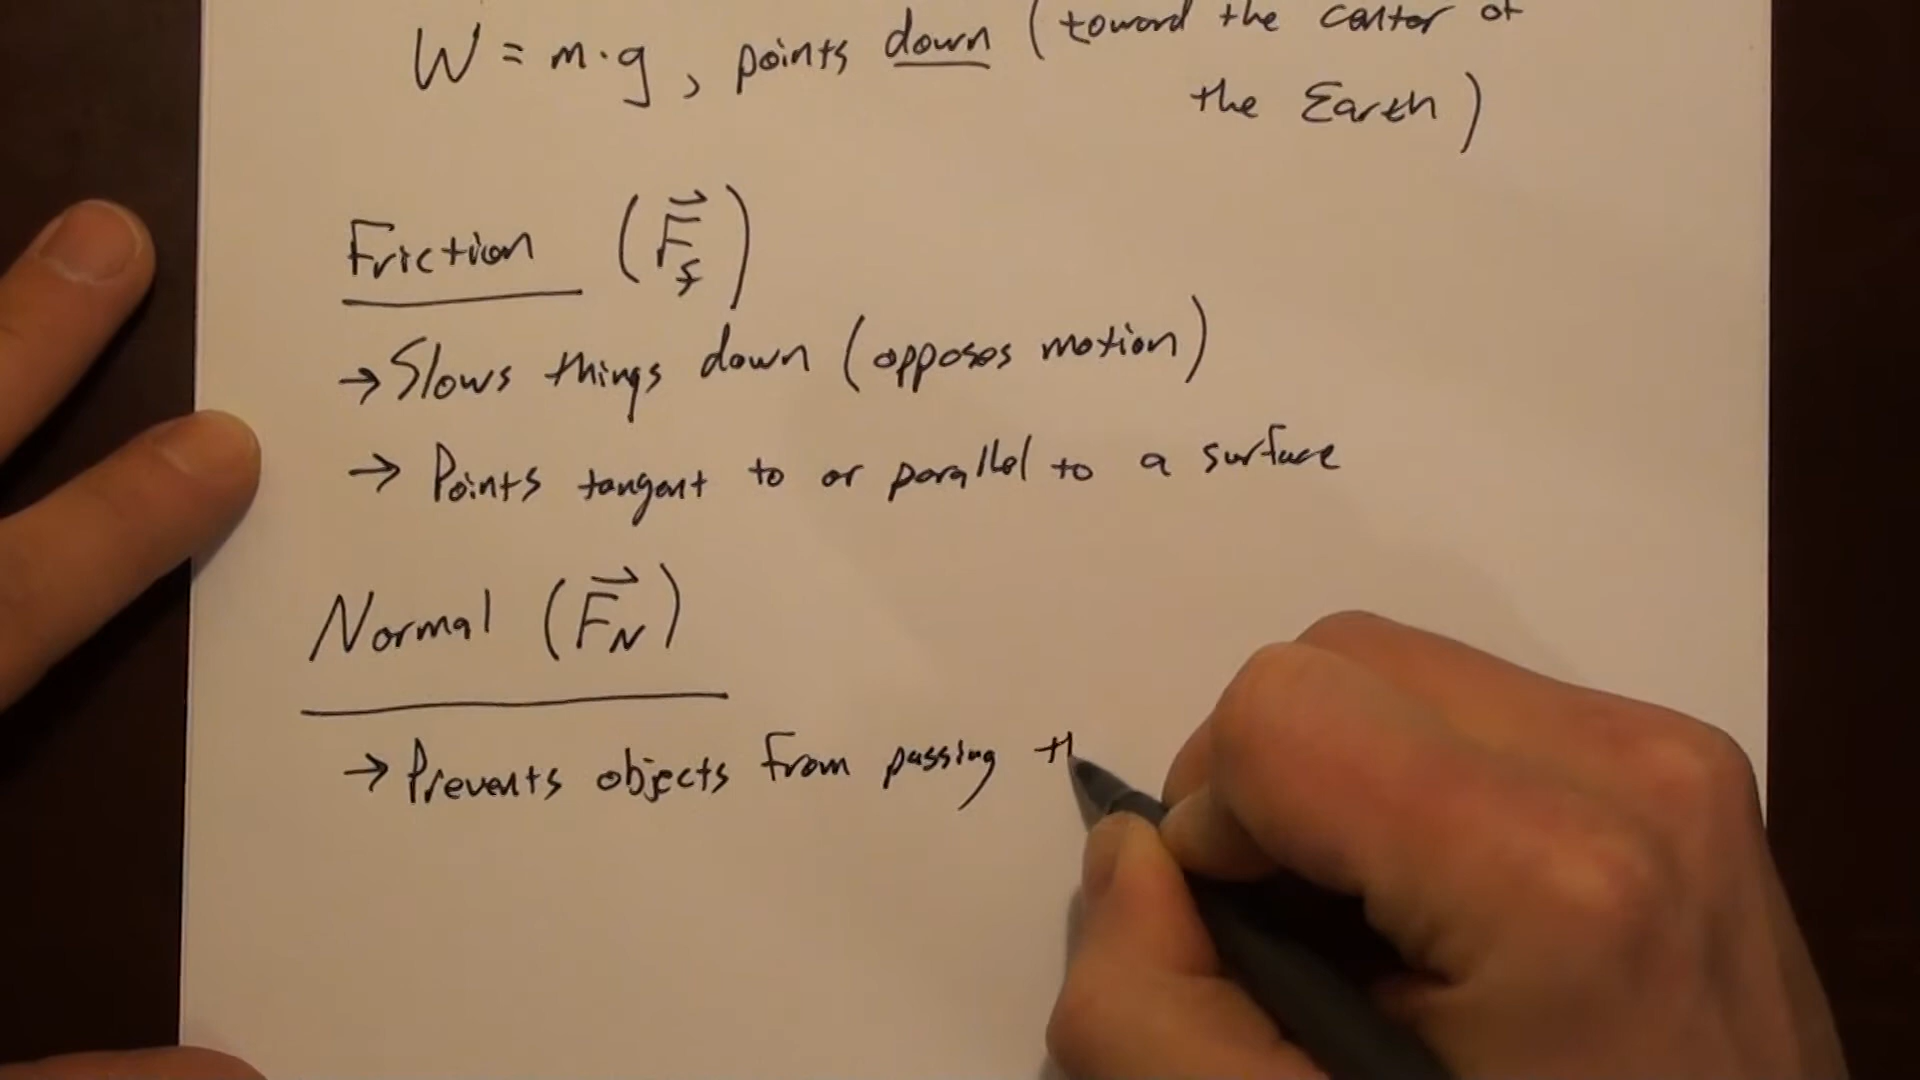 W = m·g, points down (toward the center of
the Earth)
Friction (F⃗f)
→ Slows things down (opposes motion)
→ Points tangent to or parallel to a surface
Normal (F⃗N)
→ Prevents objects from passing th